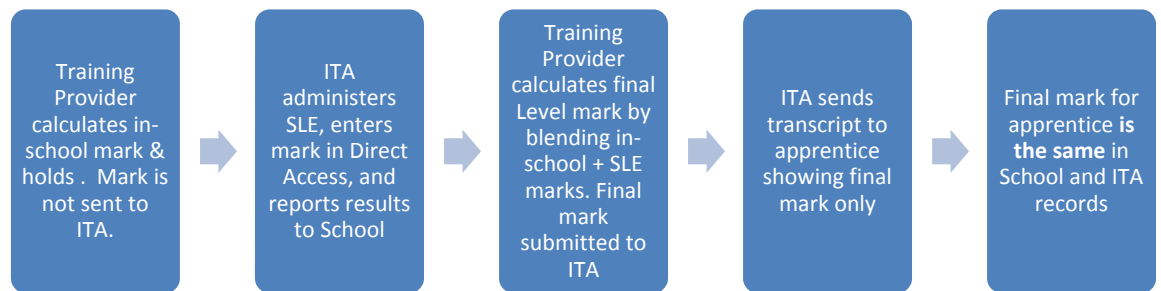 Training
Provider
calculates in-
school mark &
holds . Mark is
not sent to
ITA.
ITA
administers
SLE, enters
mark in Direct
Access, and
reports results
to School
Training
Provider
calculates final
Level mark by
blending in-
school + SLE
marks. Final
mark
submitted to
ITA
ITA sends
transcript to
apprentice
showing final
mark only
Final mark for
apprentice is
the same in
School and ITA
records